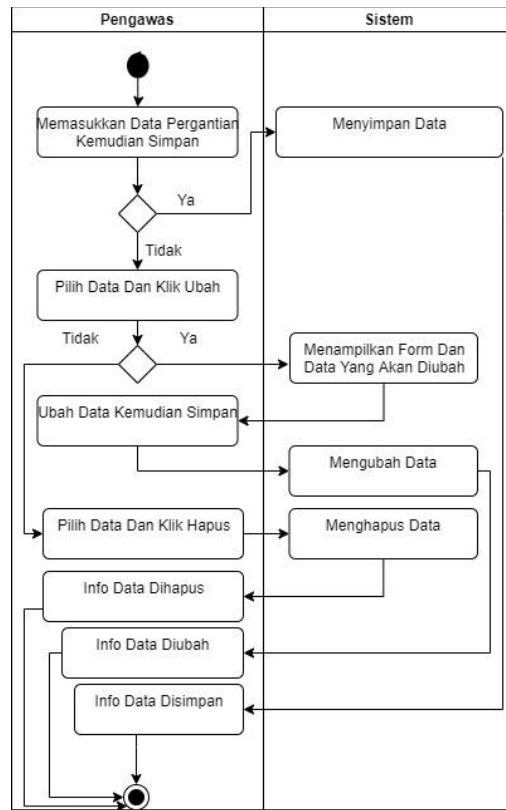 Pengawas
Sistem
Memasukkan Data Pergantian
Kemudian Simpan
Menyimpan Data
Ya
Tidak
Pilih Data Dan Klik Ubah
Tidak
Ya
Menampilkan Form Dan
Data Yang Akan Diubah
Ubah Data Kemudian Simpan
Mengubah Data
Pilih Data Dan Klik Hapus
Menghapus Data
Info Data Dihapus
Info Data Diubah
Info Data Disimpan